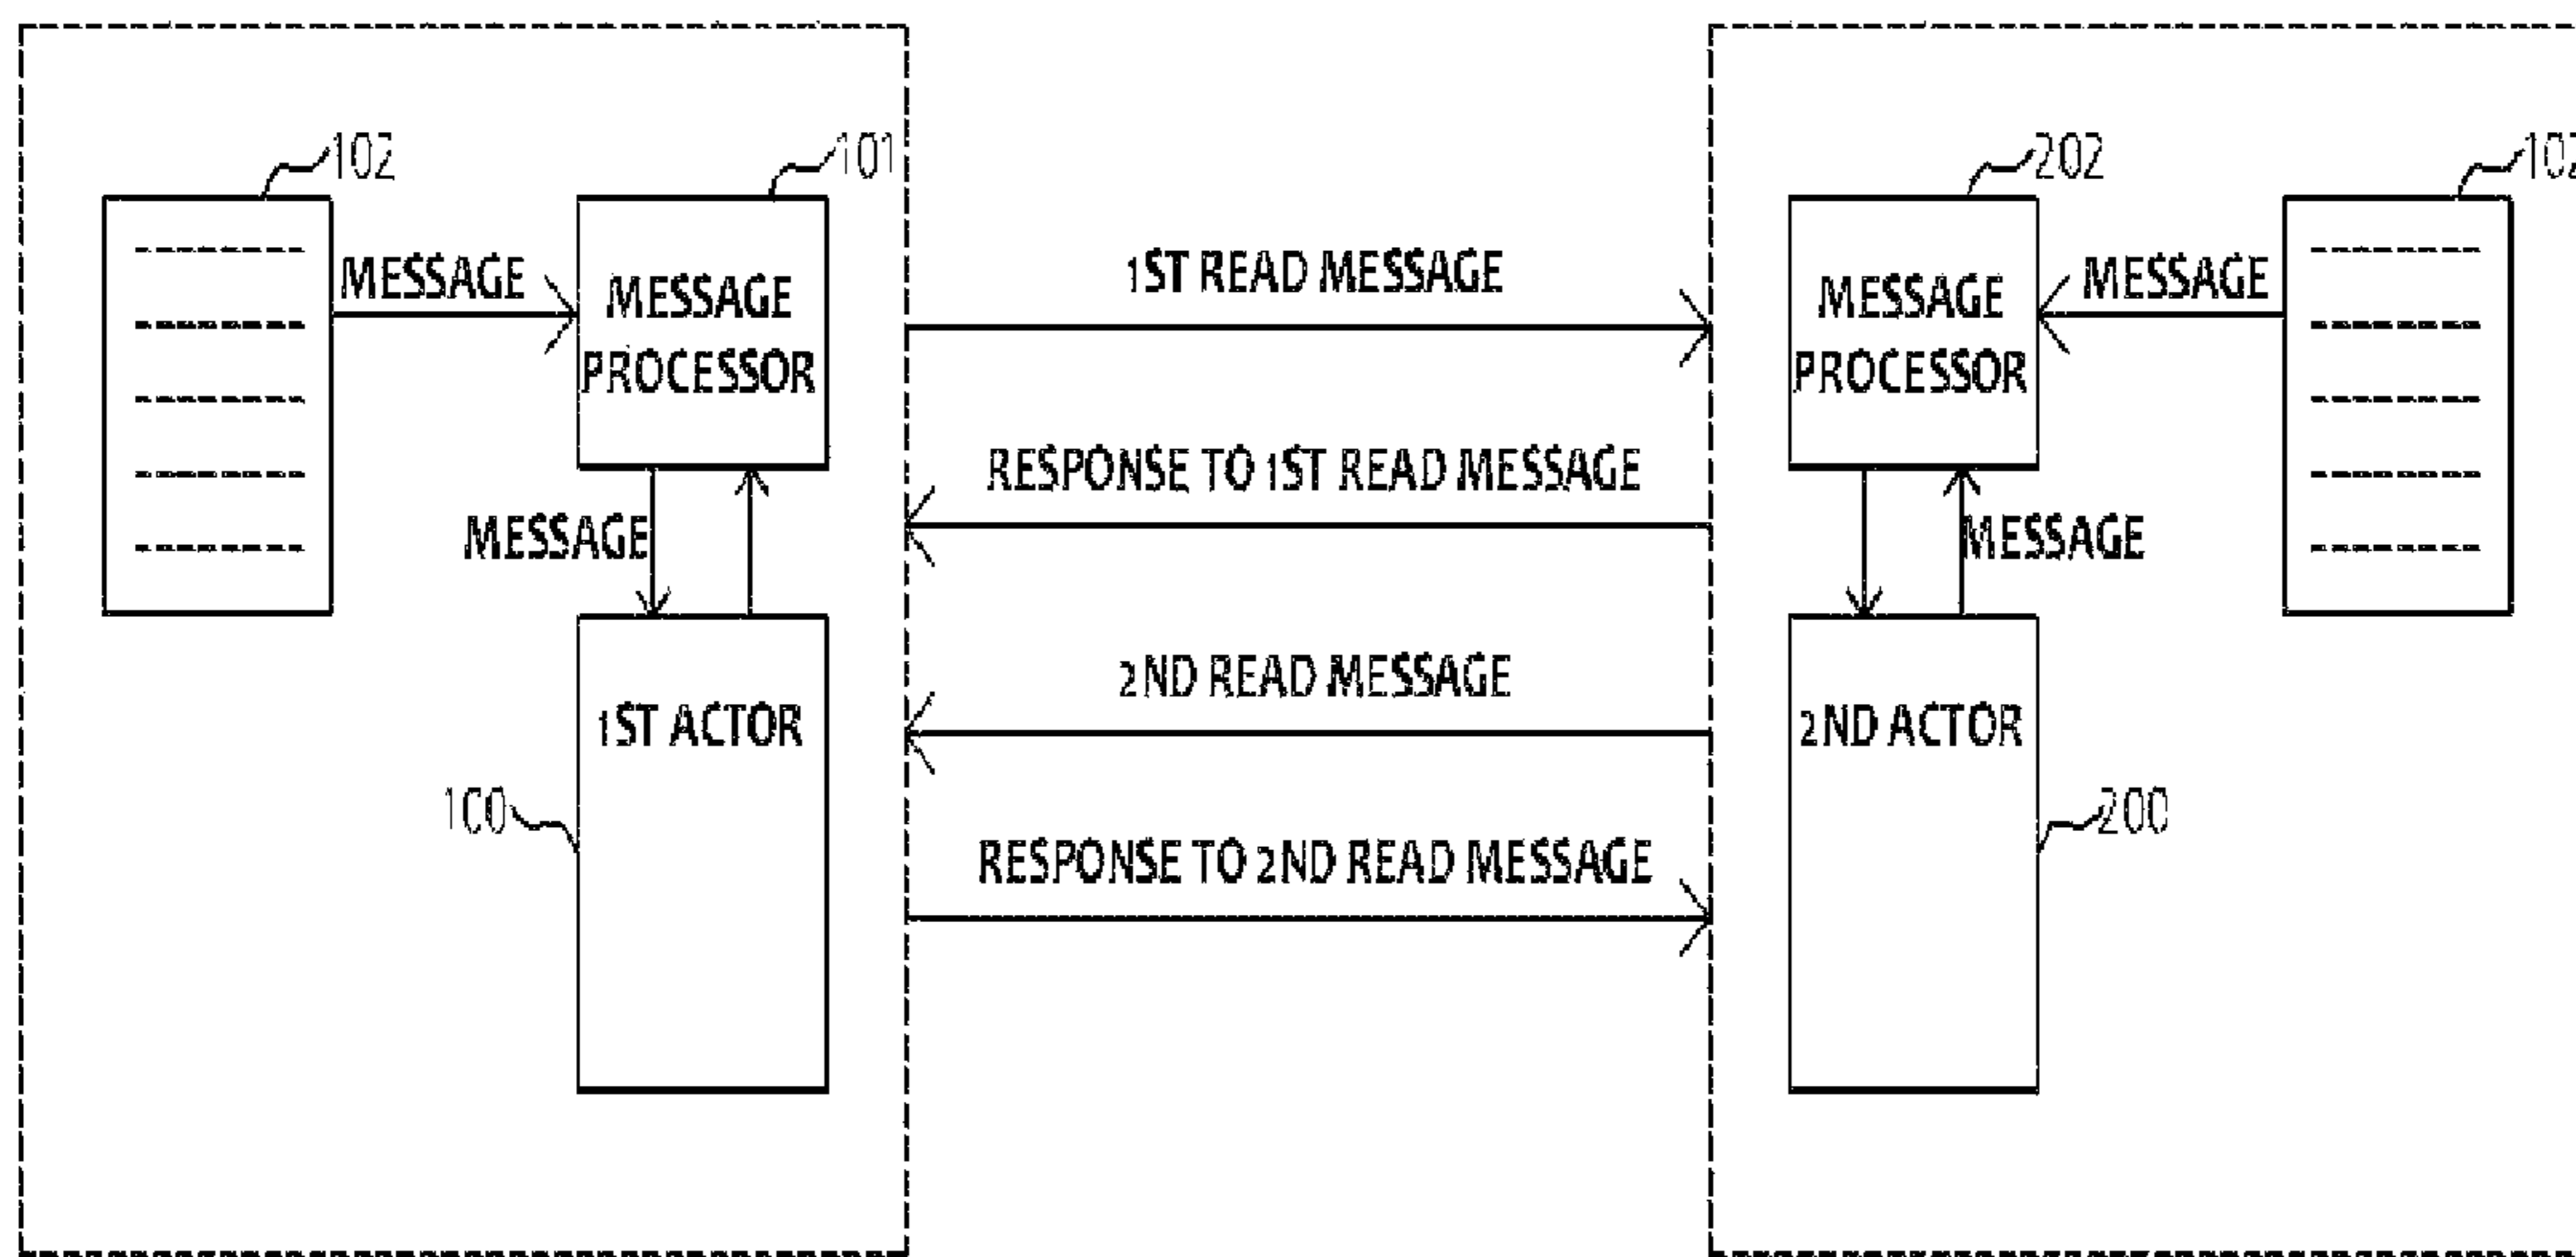 102
101
202
102
MESSAGE
MESSAGE
PROCESSOR
1ST READ MESSAGE
MESSAGE
PROCESSOR
MESSAGE
RESPONSE TO 1ST READ MESSAGE
MESSAGE
MESSAGE
2ND READ MESSAGE
1ST ACTOR
2ND ACTOR
100
200
RESPONSE TO 2ND READ MESSAGE